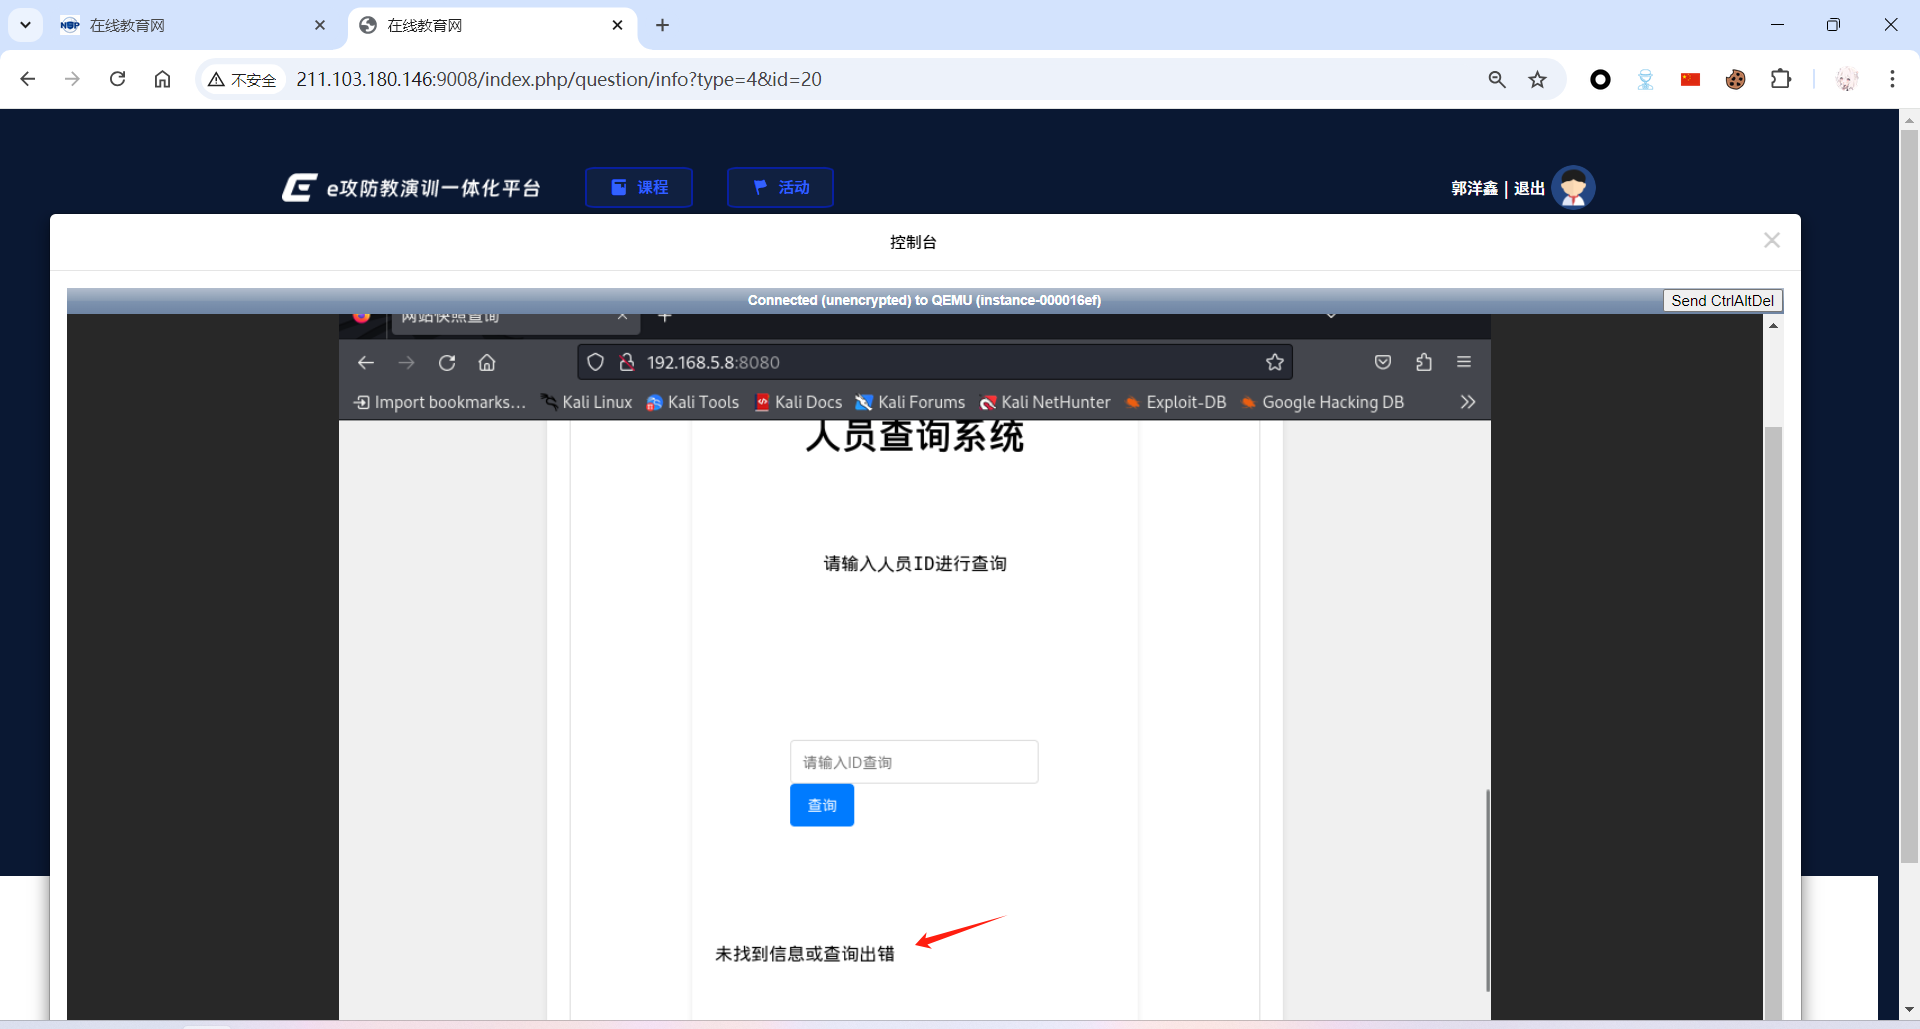 在线教育网
在线教育网
不安全
211.103.180.146:9008/index.php/question/info?type=4&id=20
e攻防教演训一体化平台
课程
活动
郭洋鑫 | 退出
控制台
Connected (unencrypted) to QEMU (instance-000016ef)
Send CtrlAltDel
网站快照查询
192.168.5.8:8080
Import bookmarks...
Kali Linux
Kali Tools
Kali Docs
Kali Forums
Kali NetHunter
Exploit-DB
Google Hacking DB
人员查询系统
请输入人员ID进行查询
请输入ID查询
查询
未找到信息或查询出错